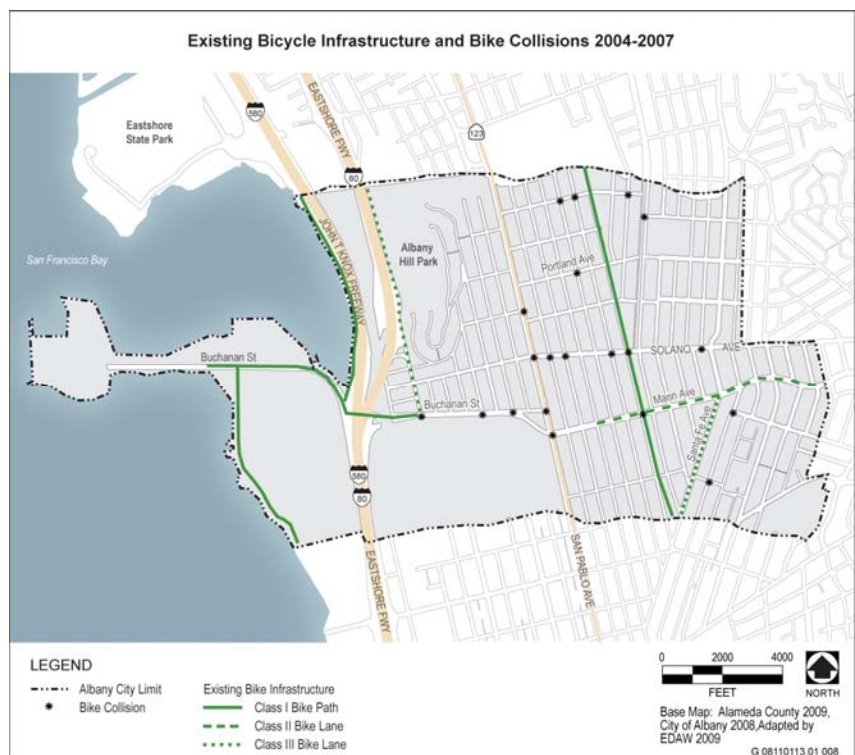 Existing Bicycle Infrastructure and Bike Collisions 2004-2007
Eastshore
State Park
580
EASTSHORE FWY
80
123
JOHN T KNOX FREEWAY
Albany
Hill Park
San Francisco Bay
Portland Ave
Buchanan St
SOLANO AVE
Marin Ave
Buchanan St
Santa Fe Ave
580
80
EASTSHORE FWY
SAN PABLO AVE
LEGEND
Albany City Limit
Bike Collision
Existing Bike Infrastructure
Class I Bike Path
Class II Bike Lane
Class III Bike Lane
0 2000 4000
FEET
NORTH
Base Map: Alameda County 2009,
City of Albany 2008,Adapted by
EDAW 2009
G 08110113.01 008